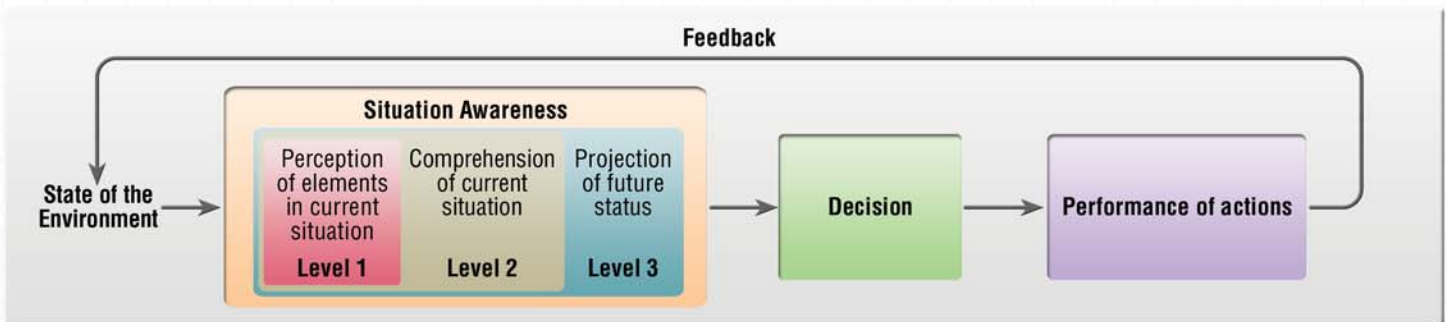 Feedback
State of the
Environment
Situation Awareness
Perception
of elements
in current
situation
Level 1
Comprehension
of current
situation
Level 2
Projection
of future
status
Level 3
Decision
Performance of actions